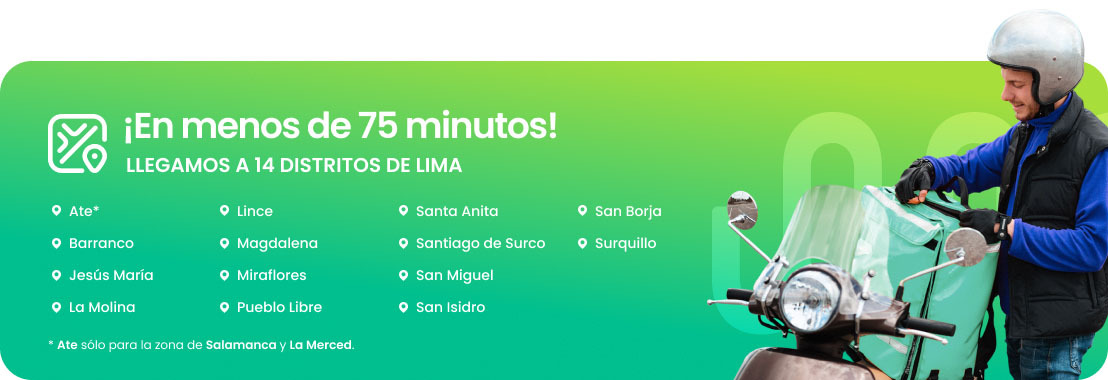 ¡En menos de 75 minutos!
LLEGAMOS A 14 DISTRITOS DE LIMA
Ate*
Barranco
Jesús María
La Molina
Lince
Magdalena
Miraflores
Pueblo Libre
Santa Anita
Santiago de Surco
San Miguel
San Isidro
San Borja
Surquillo
* Ate sólo para la zona de Salamanca y La Merced.